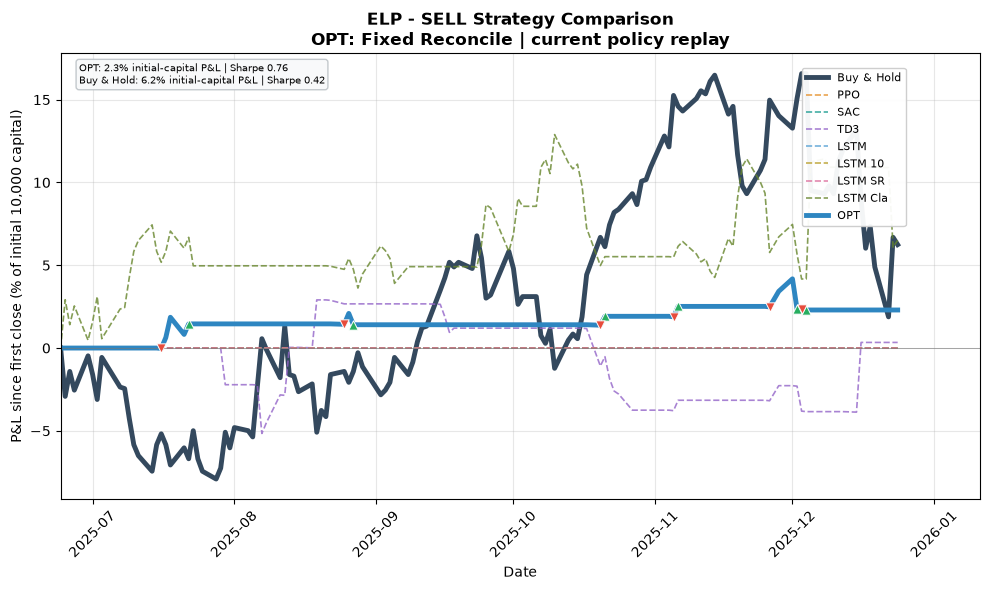 ELP - SELL Strategy Comparison
OPT: Fixed Reconcile | current policy replay
OPT: 2.3% initial-capital P&L | Sharpe 0.76
Buy & Hold: 6.2% initial-capital P&L | Sharpe 0.42
Buy & Hold
PPO
SAC
TD3
LSTM
LSTM 10
LSTM SR
LSTM Cla
OPT
P&L since first close (% of initial 10,000 capital)
15
10
5
0
−5
2025-07
2025-08
2025-09
2025-10
2025-11
2025-12
2026-01
Date